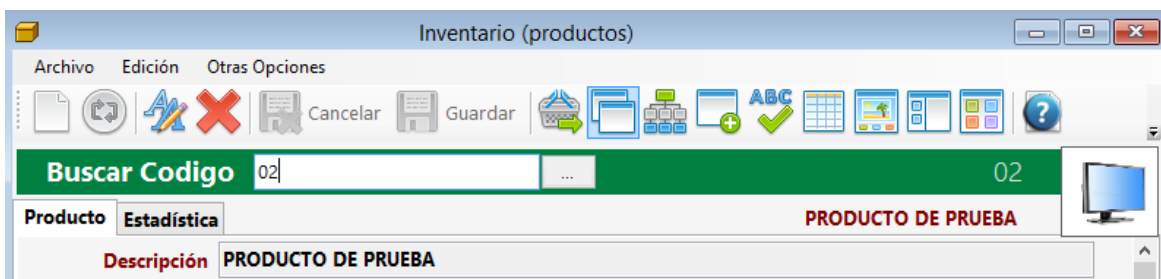 Inventario (productos)
Archivo Edición Otras Opciones
Cancelar Guardar ABC ?
Buscar Codigo 02 ... 02
Producto Estadística PRODUCTO DE PRUEBA
Descripción PRODUCTO DE PRUEBA